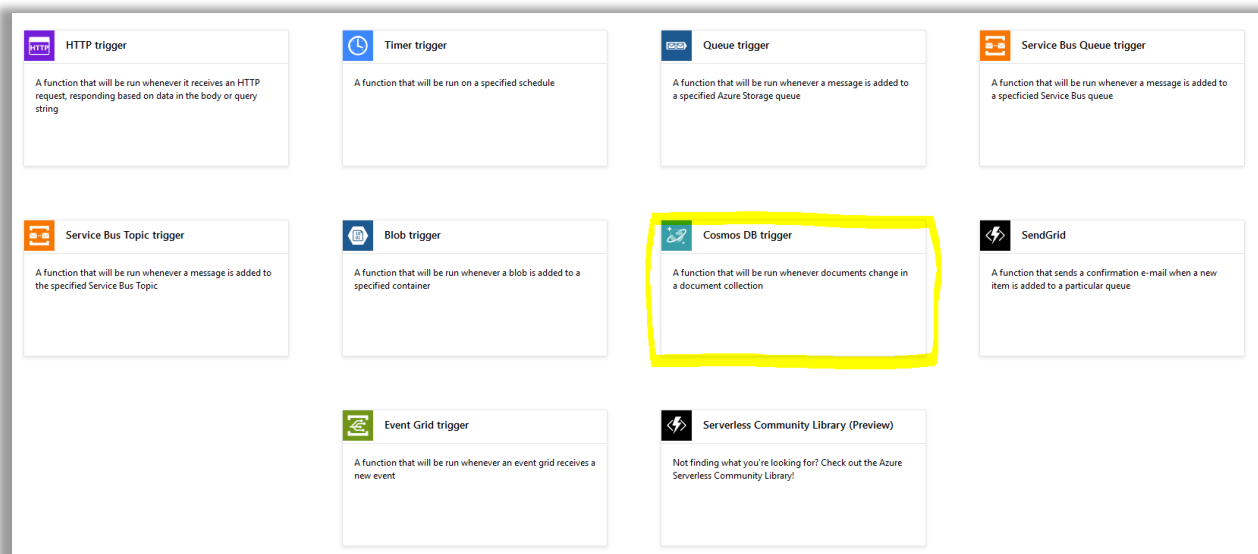 HTTP
HTTP trigger
A function that will be run whenever it receives an HTTP
request, responding based on data in the body or query
string
Timer trigger
A function that will be run on a specified schedule
Queue trigger
A function that will be run whenever a message is added to
a specified Azure Storage queue
Service Bus Queue trigger
A function that will be run whenever a message is added to
a specficied Service Bus queue
Service Bus Topic trigger
A function that will be run whenever a message is added to
the specified Service Bus Topic
Blob trigger
A function that will be run whenever a blob is added to a
specified container
Cosmos DB trigger
A function that will be run whenever documents change in
a document collection
SendGrid
A function that sends a confirmation e-mail when a new
item is added to a particular queue
Event Grid trigger
A function that will be run whenever an event grid receives a
new event
Serverless Community Library (Preview)
Not finding what you're looking for? Check out the Azure
Serverless Community Library!